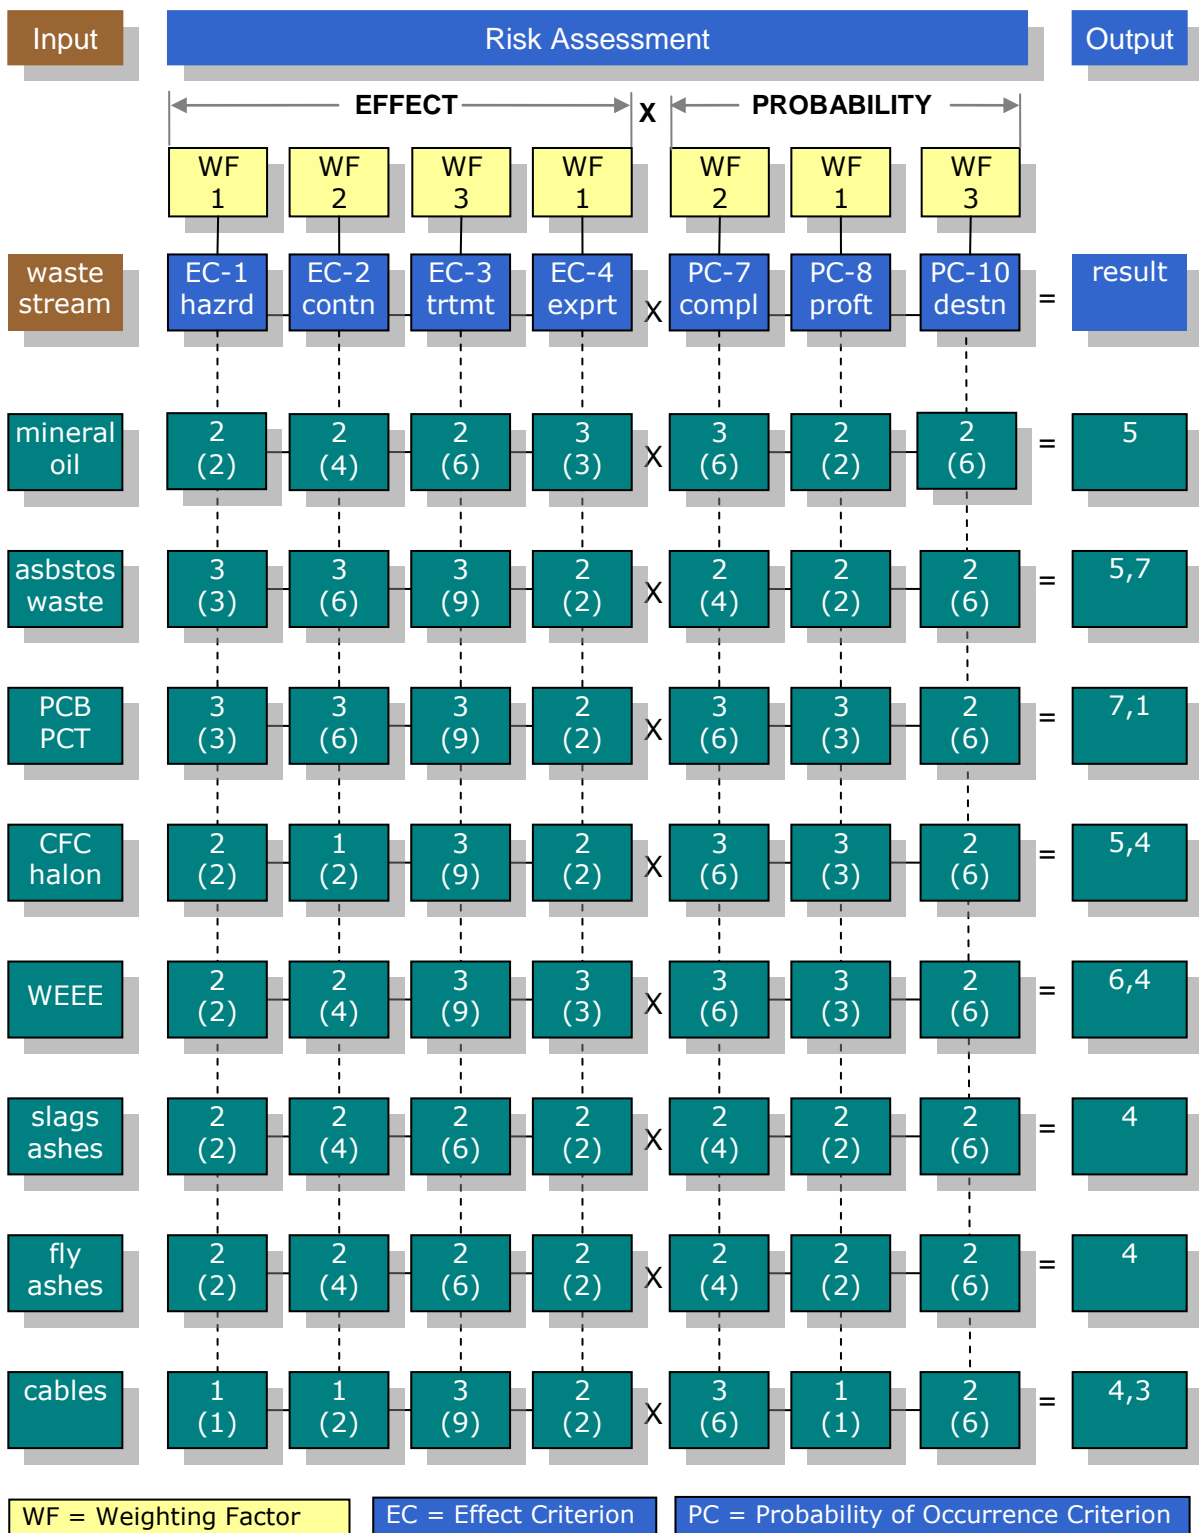 Input
Risk Assessment
Output
EFFECT X PROBABILITY
WF WF WF WF WF WF WF
1 2 3 1 2 1 3
waste EC-1 EC-2 EC-3 EC-4 PC-7 PC-8 PC-10 = result
stream hazrd contn trtmt exprt X compl proft destn
mineral 2 2 2 3 3 2 2 = 5
oil (2) (4) (6) (3) X (6) (2) (6)
asbstos 3 3 3 2 2 2 2 = 5,7
waste (3) (6) (9) (2) X (4) (2) (6)
PCB 3 3 3 2 3 3 2 = 7,1
PCT (3) (6) (9) (2) X (6) (3) (6)
CFC 2 1 3 2 3 3 2 = 5,4
halon (2) (2) (9) (2) X (6) (3) (6)
WEEE 2 2 3 3 3 3 2 = 6,4
(2) (4) (9) (3) X (6) (3) (6)
slags 2 2 2 2 2 2 2 = 4
ashes (2) (4) (6) (2) X (4) (2) (6)
fly 2 2 2 2 2 2 2 = 4
ashes (2) (4) (6) (2) X (4) (2) (6)
cables 1 1 3 2 3 1 2 = 4,3
(1) (2) (9) (2) X (6) (1) (6)
WF = Weighting Factor
EC = Effect Criterion
PC = Probability of Occurrence Criterion